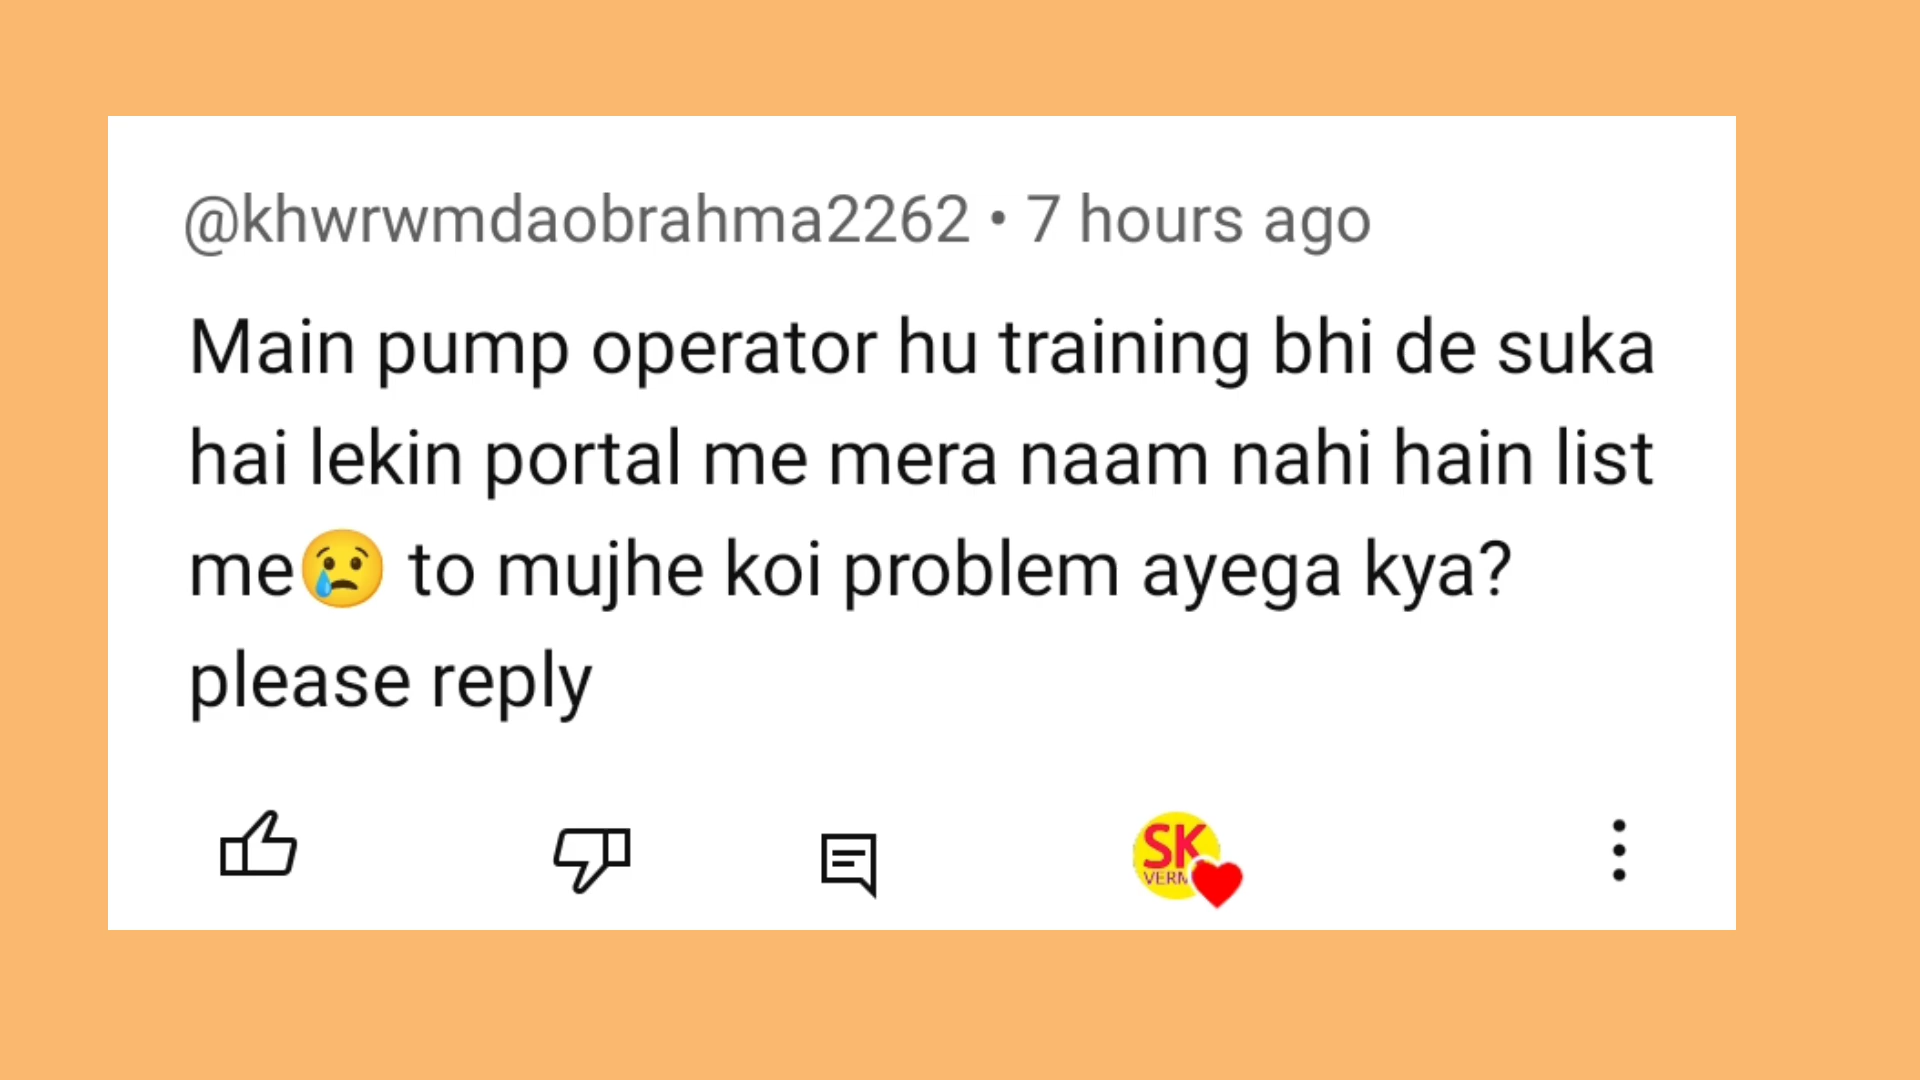 @khwrwmdaobrahma2262 • 7 hours ago
Main pump operator hu training bhi de suka
hai lekin portal me mera naam nahi hain list
me😢 to mujhe koi problem ayega kya?
please reply
SK
VERM